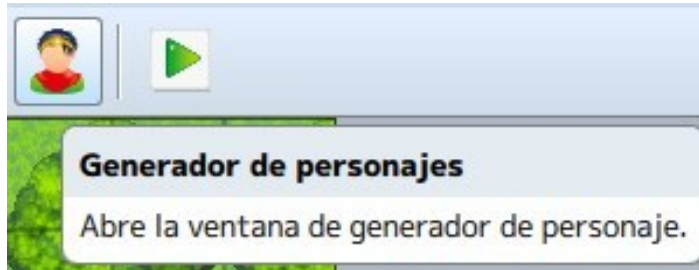 Generador de personajes
Abre la ventana de generador de personaje.